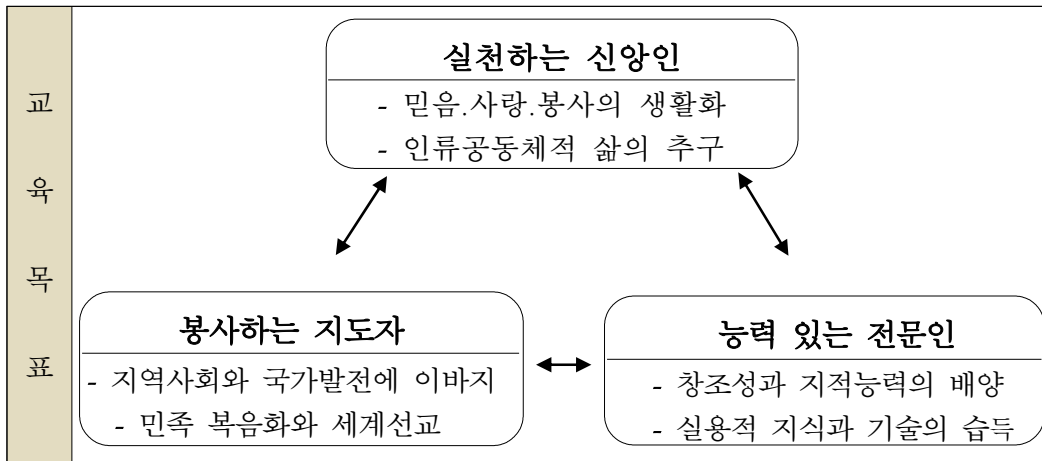 교
육
목
표
실천하는 신앙인
- 믿음.사랑.봉사의 생활화
- 인류공동체적 삶의 추구
봉사하는 지도자
- 지역사회와 국가발전에 이바지
- 민족 복음화와 세계선교
능력 있는 전문인
- 창조성과 지적능력의 배양
- 실용적 지식과 기술의 습득